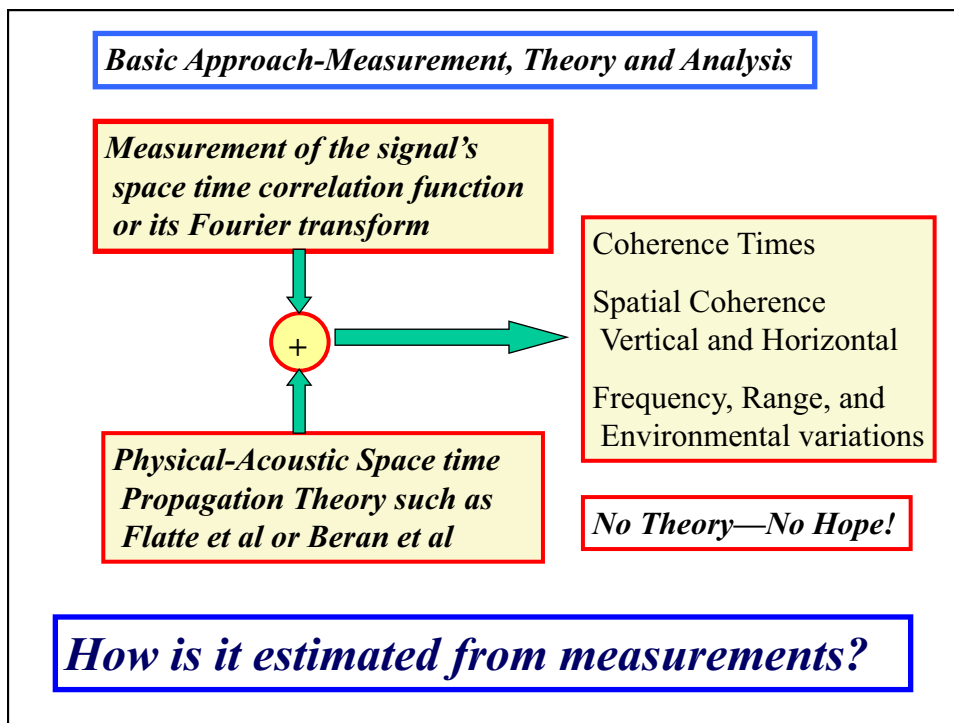 Basic Approach-Measurement, Theory and Analysis
Measurement of the signal's
space time correlation function
or its Fourier transform
+
Physical-Acoustic Space time
Propagation Theory such as
Flatte et al or Beran et al
Coherence Times
Spatial Coherence
Vertical and Horizontal
Frequency, Range, and
Environmental variations
No Theory—No Hope!
How is it estimated from measurements?